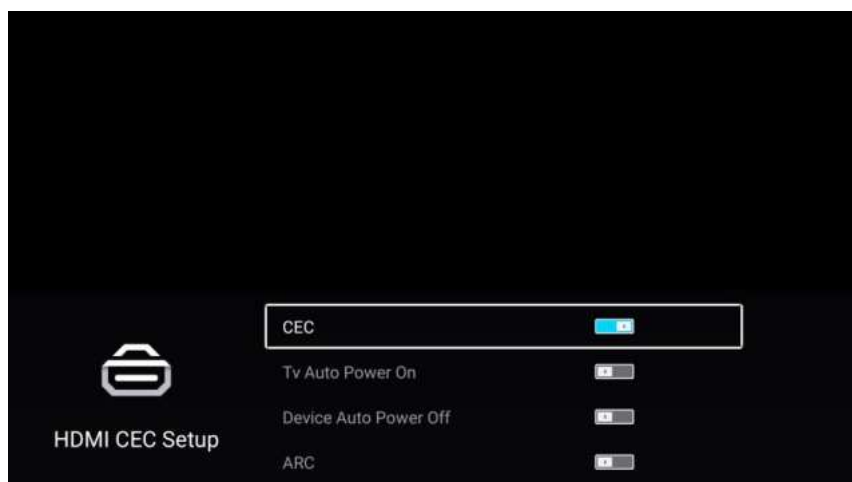 CEC
Tv Auto Power On
Device Auto Power Off
HDMI CEC Setup
ARC